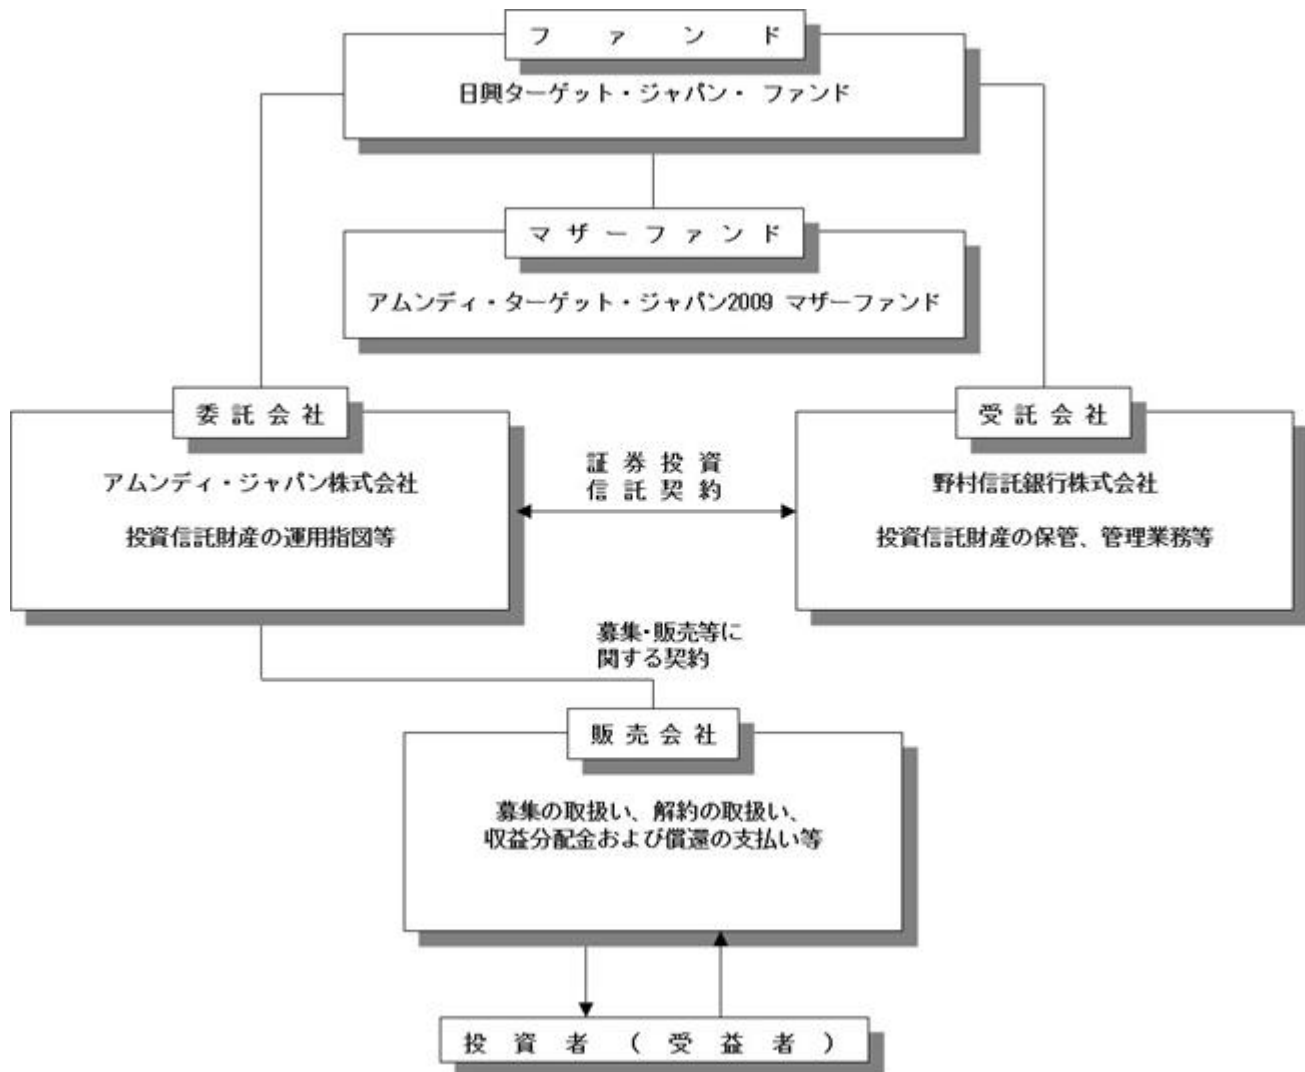 ファンド
日興ターゲット・ジャパン・ ファンド
マザーファンド
アムンディ・ターゲット・ジャパン2009 マザーファンド
委託会社
アムンディ・ジャパン株式会社
投資信託財産の運用指図等
証券投資
信託契約
受託会社
野村信託銀行株式会社
投資信託財産の保管、管理業務等
募集・販売等に
関する契約
販売会社
募集の取扱い、解約の取扱い、
収益分配金および償還の支払い等
投資者(受益者)